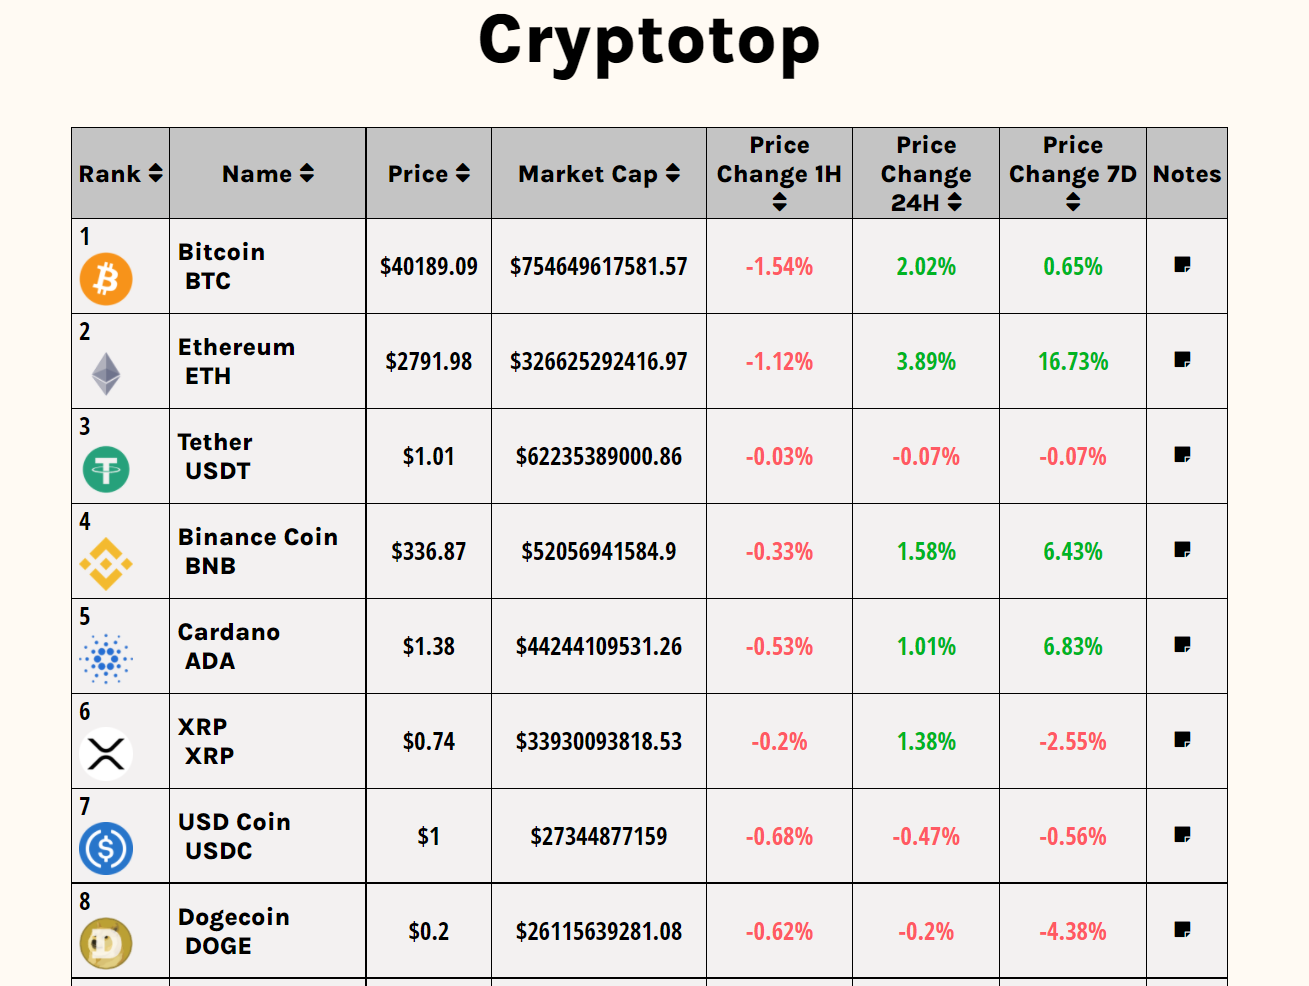 Cryptotop
Rank Name Price Market Cap Price Change 1H Price Change 24H Price Change 7D Notes
1 Bitcoin BTC $40189.09 $754649617581.57 -1.54% 2.02% 0.65%
2 Ethereum ETH $2791.98 $326625292416.97 -1.12% 3.89% 16.73%
3 Tether USDT $1.01 $62235389000.86 -0.03% -0.07% -0.07%
4 Binance Coin BNB $336.87 $52056941584.9 -0.33% 1.58% 6.43%
5 Cardano ADA $1.38 $44244109531.26 -0.53% 1.01% 6.83%
6 XRP XRP $0.74 $33930093818.53 -0.2% 1.38% -2.55%
7 USD Coin USDC $1 $27344877159 -0.68% -0.47% -0.56%
8 Dogecoin DOGE $0.2 $26115639281.08 -0.62% -0.2% -4.38%